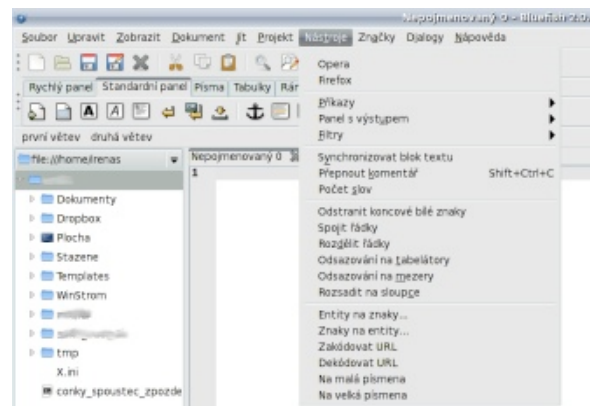 Nepojmenovaný 0 - Bluefish 2.0
Soubor Upravit Zobrazit Dokument Jít Projekt Nástroje Značky Dialogy Nápověda
Rychlý panel Standardní panel Písma Tabulky Rám
první větev druhá větev
file:///home/irenas
Nepojmenovaný 0
1
Dokumenty
Dropbox
Plocha
Stazene
Templates
WinStrom
tmp
X.ini
conky_spoustec_zpozde
Opera
Firefox
Příkazy
Panel s výstupem
Filtry
Synchronizovat blok textu
Přepnout komentář Shift+Ctrl+C
Počet slov
Odstranit koncové bílé znaky
Spojit řádky
Rozdělit řádky
Odsazování na tabelátory
Odsazování na mezery
Rozsadit na sloupce
Entity na znaky...
Znaky na entity...
Zakódovat URL
Dekódovat URL
Na malá písmena
Na velká písmena